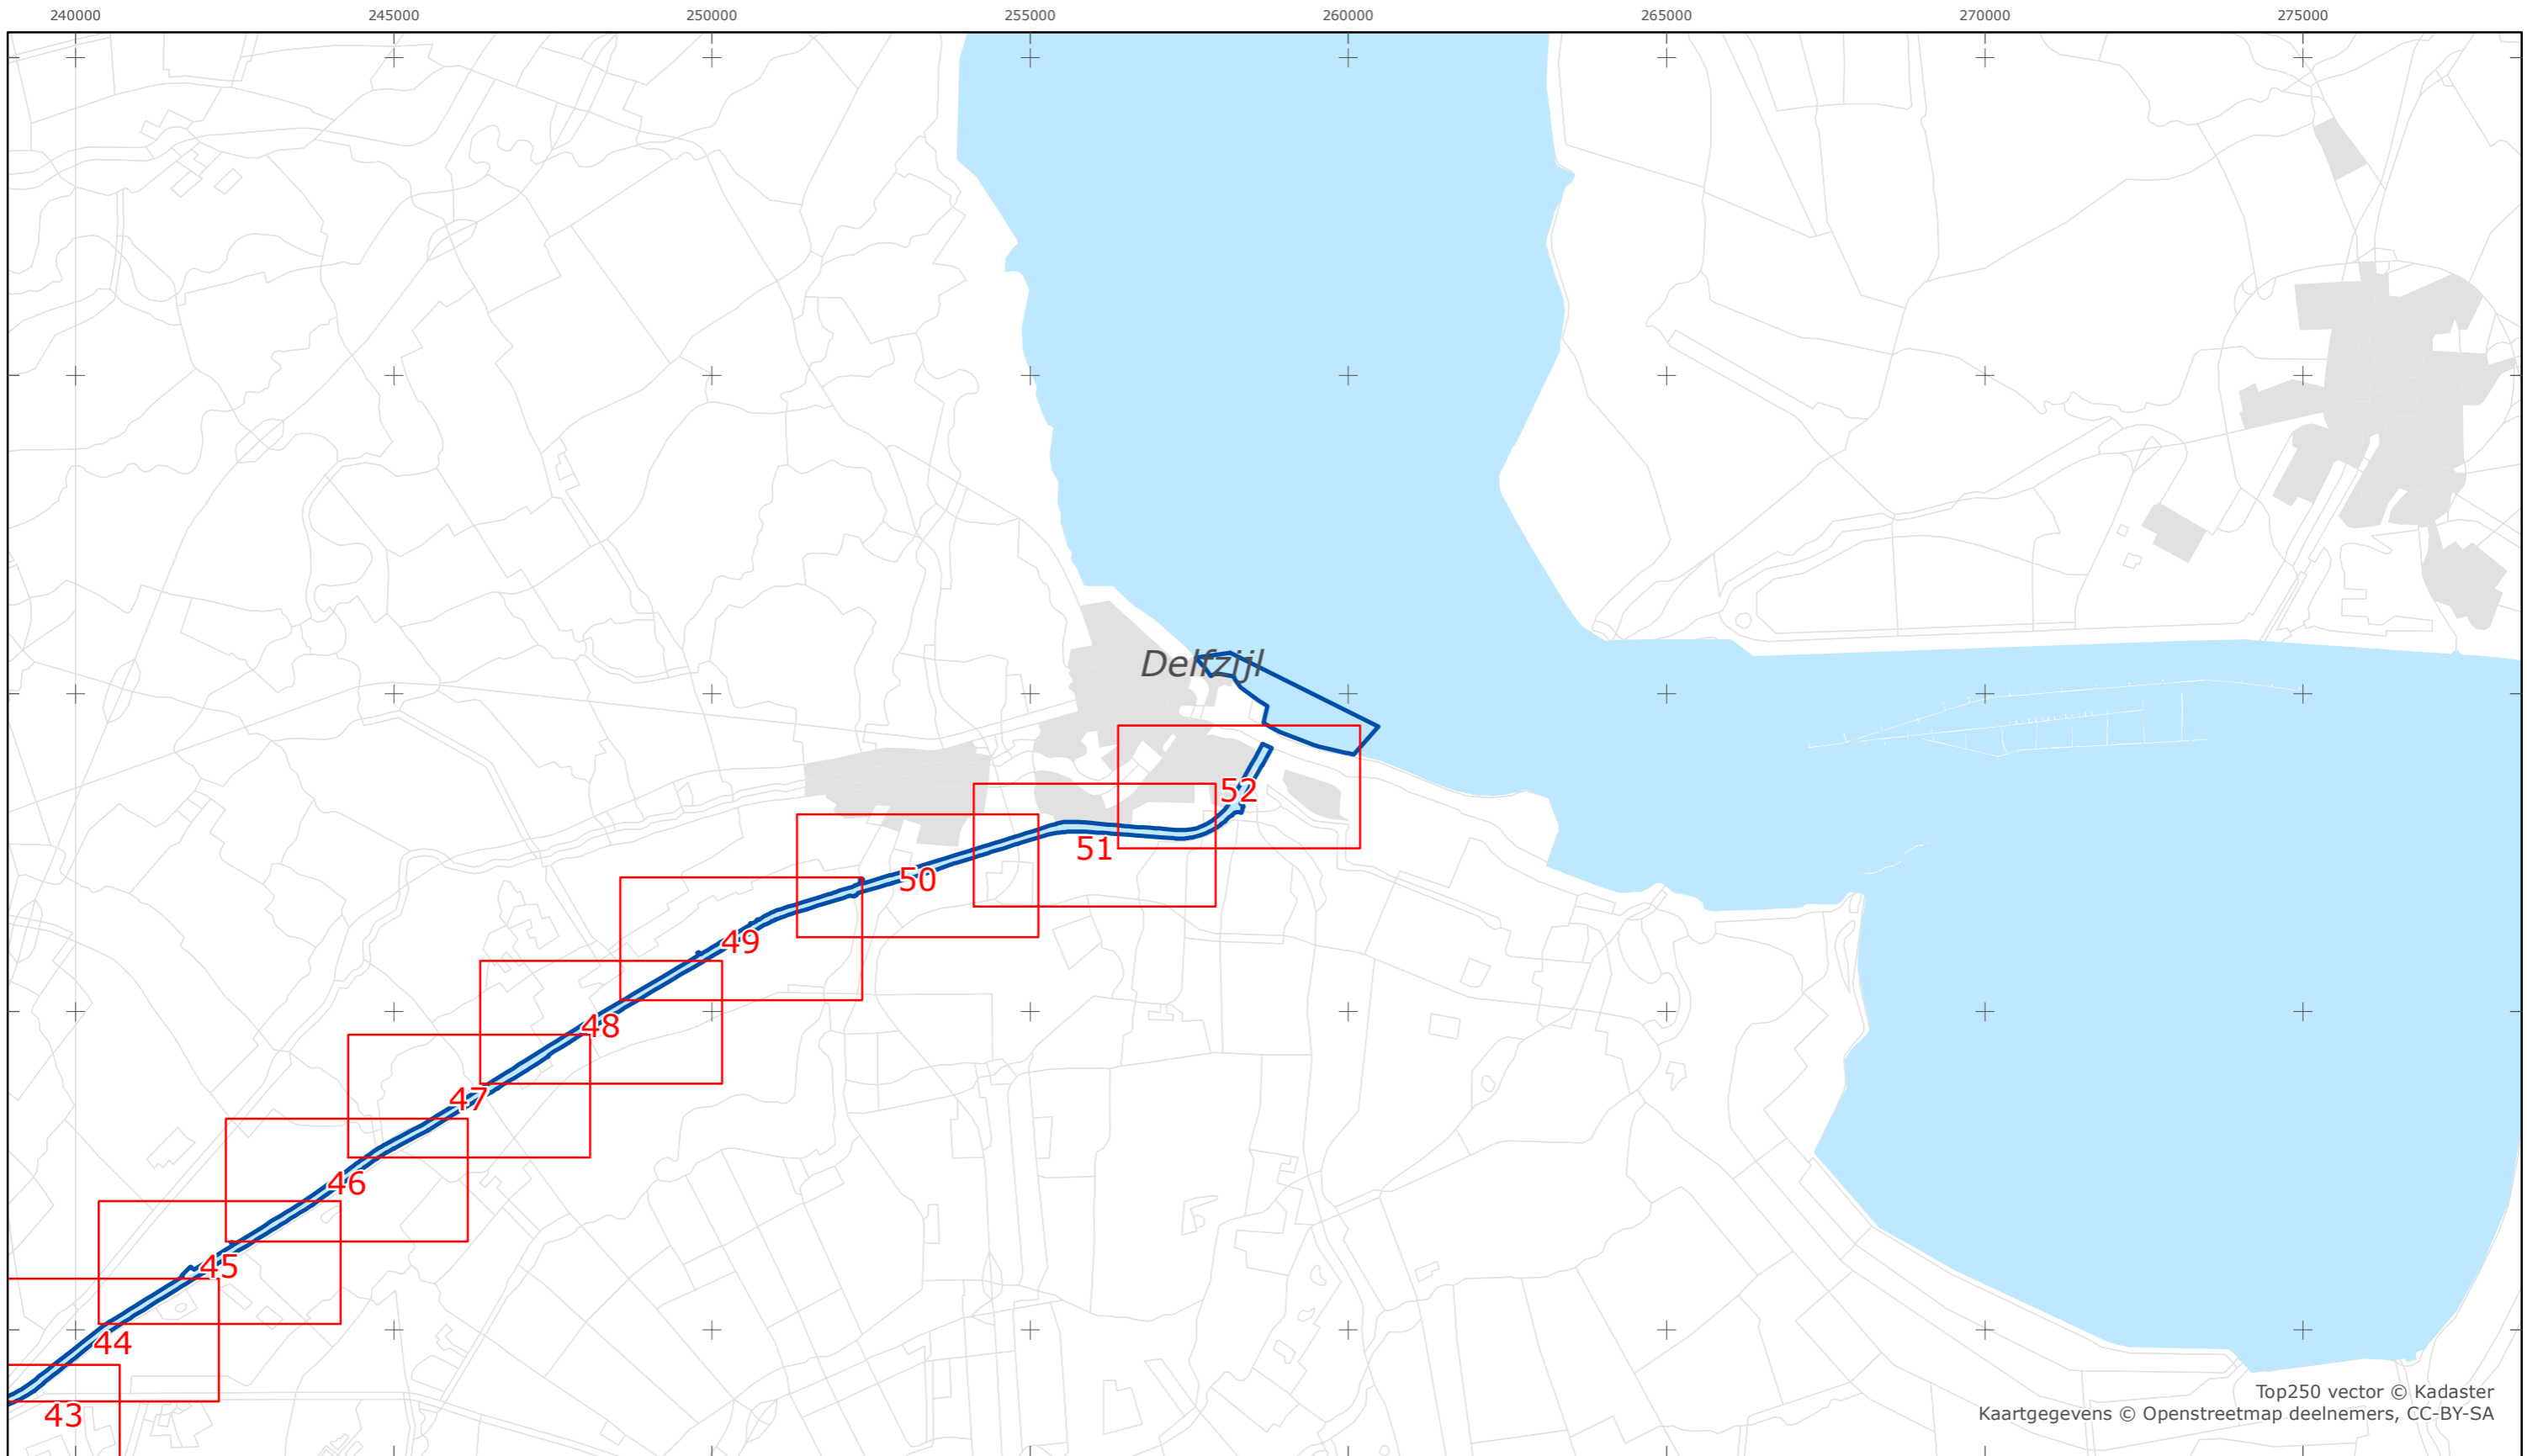 240000 245000 250000 255000 260000 265000 270000 275000
Delfzijl
52
51
50
49
48
47
46
45
44
43
Top250 vector © Kadaster
Kaartgegevens © Openstreetmap deelnemers, CC-BY-SA